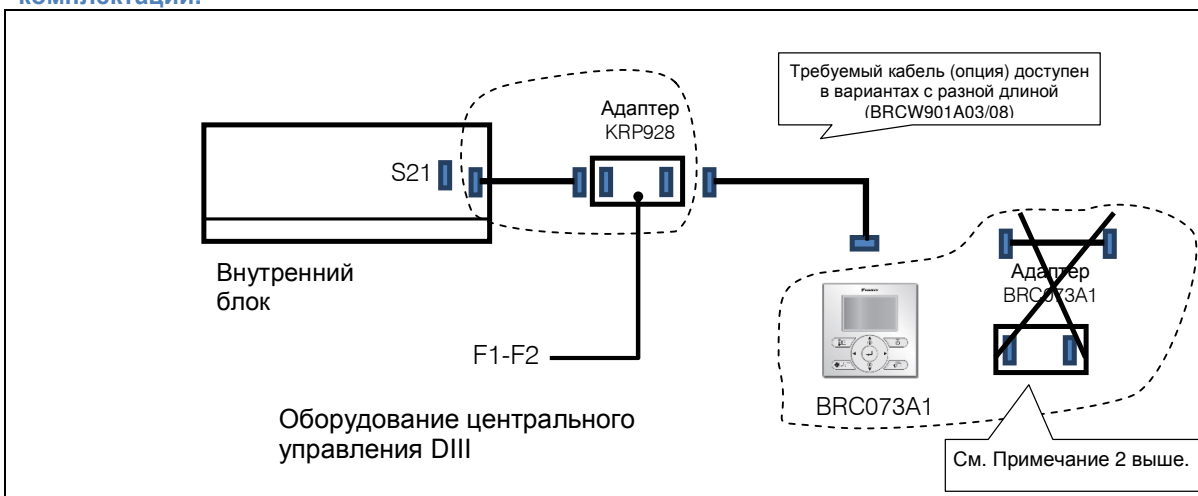 комплектации.
Требуемый кабель (опция) доступен
в вариантах с разной длиной
(BRCW901A03/08)
Адаптер
KRP928
S21
Внутренний
блок
Адаптер
BRC073A1
F1-F2
BRC073A1
Оборудование центрального
управления DIII
См. Примечание 2 выше.